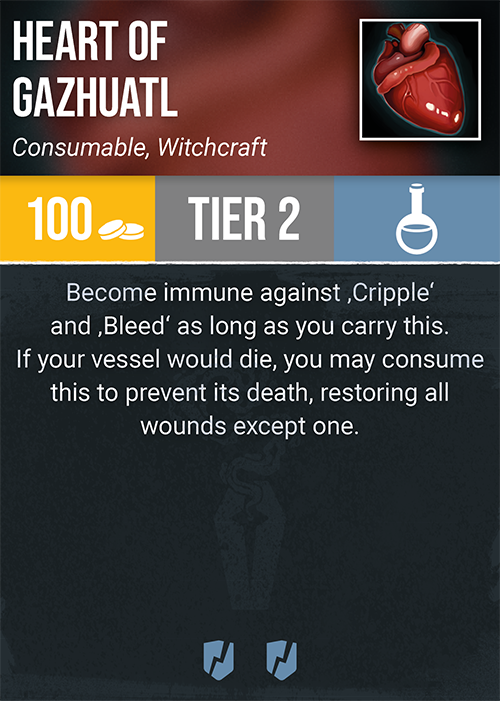 HEART OF
GAZHUATL
Consumable, Witchcraft
100
TIER 2
Become immune against ‚Cripple‘
and ‚Bleed‘ as long as you carry this.
If your vessel would die, you may consume
this to prevent its death, restoring all
wounds except one.